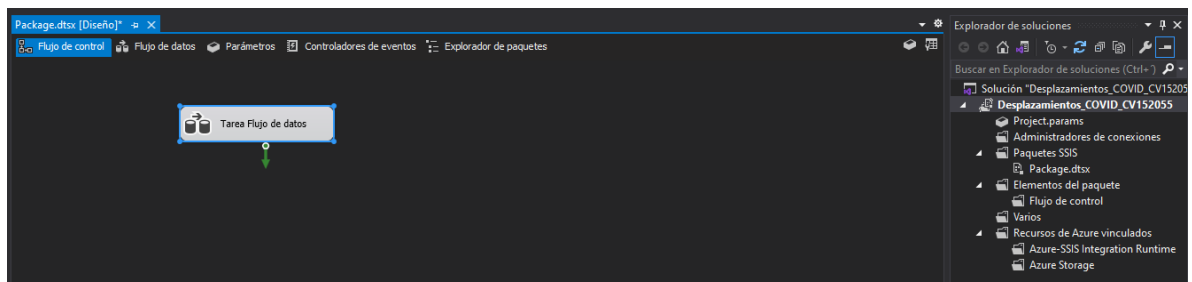 Package.dtsx [Diseño]*
Flujo de control Flujo de datos Parámetros Controladores de eventos Explorador de paquetes
Tarea Flujo de datos
Explorador de soluciones
Buscar en Explorador de soluciones (Ctrl+´)
Solución "Desplazamientos_COVID_CV15205
Desplazamientos_COVID_CV152055
Project.params
Administradores de conexiones
Paquetes SSIS
Package.dtsx
Elementos del paquete
Flujo de control
Varios
Recursos de Azure vinculados
Azure-SSIS Integration Runtime
Azure Storage